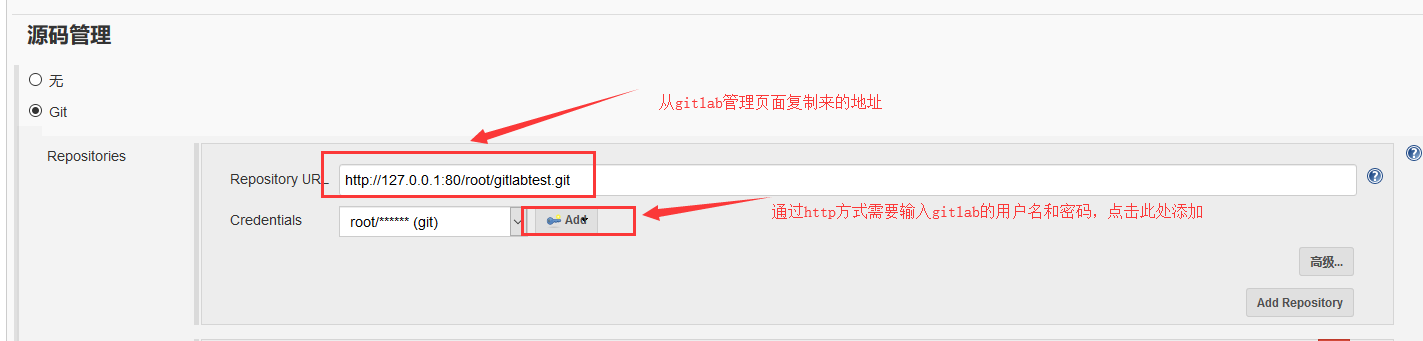 源码管理
无
Git
从gitlab管理页面复制来的地址
Repositories
Repository URL
http://127.0.0.1:80/root/gitlabtest.git
Credentials
root/****** (git)
Add
通过http方式需要输入gitlab的用户名和密码，点击此处添加
高级...
Add Repository